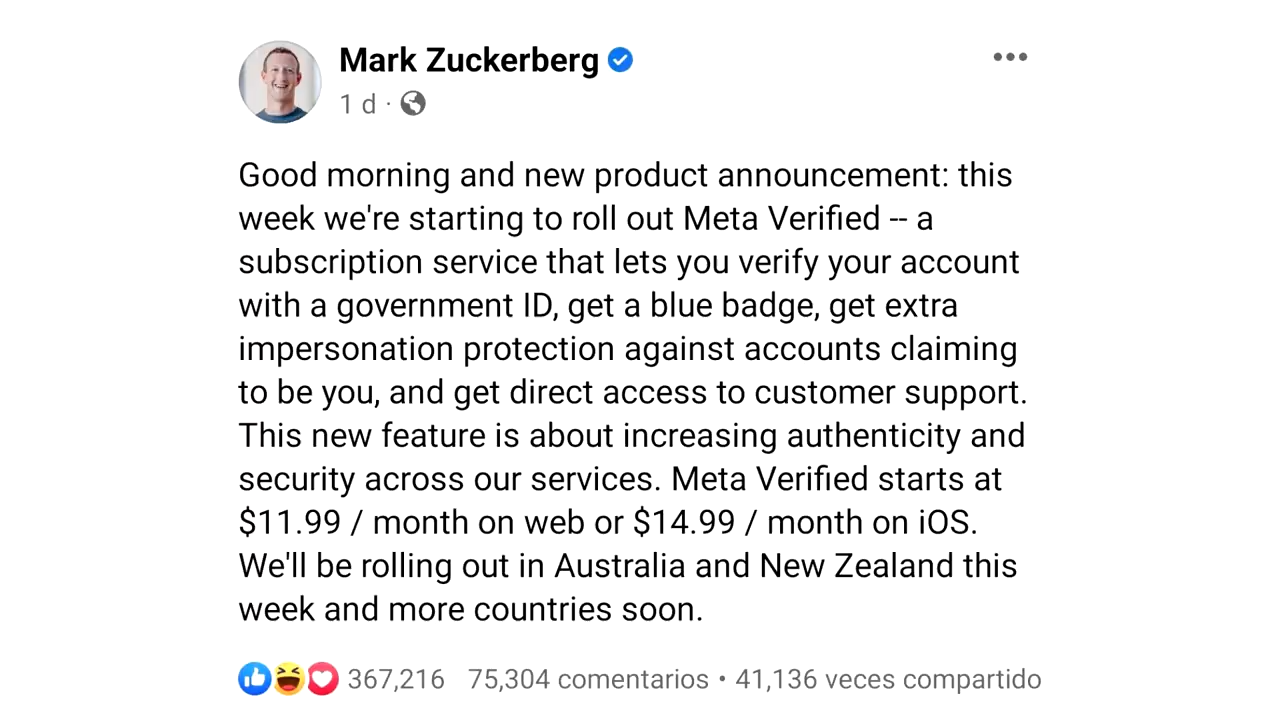 Mark Zuckerberg
1 d ·
Good morning and new product announcement: this
week we're starting to roll out Meta Verified -- a
subscription service that lets you verify your account
with a government ID, get a blue badge, get extra
impersonation protection against accounts claiming
to be you, and get direct access to customer support.
This new feature is about increasing authenticity and
security across our services. Meta Verified starts at
$11.99 / month on web or $14.99 / month on iOS.
We'll be rolling out in Australia and New Zealand this
week and more countries soon.
367,216 75,304 comentarios • 41,136 veces compartido